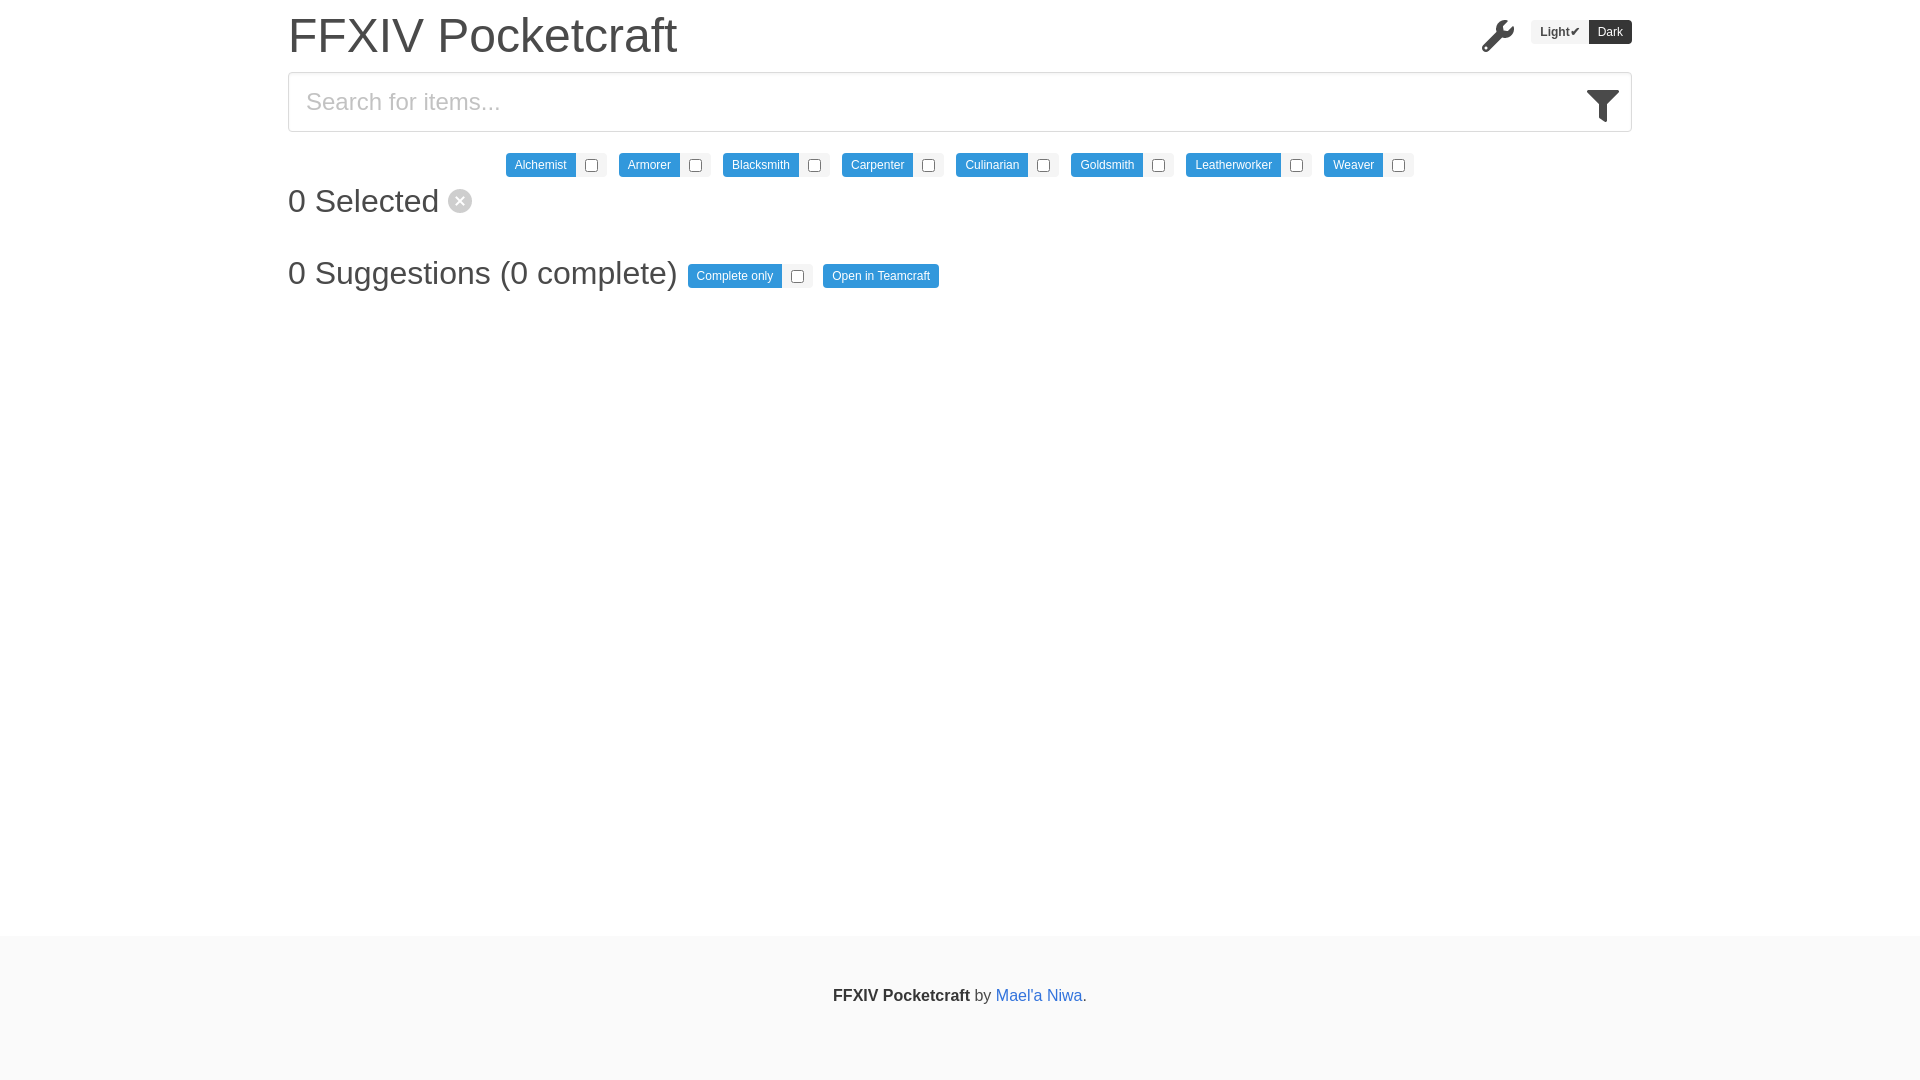 FFXIV Pocketcraft
Light✔ Dark
Search for items...
Alchemist Armorer Blacksmith Carpenter Culinarian Goldsmith Leatherworker Weaver
0 Selected
0 Suggestions (0 complete) Complete only Open in Teamcraft
FFXIV Pocketcraft by Mael'a Niwa.